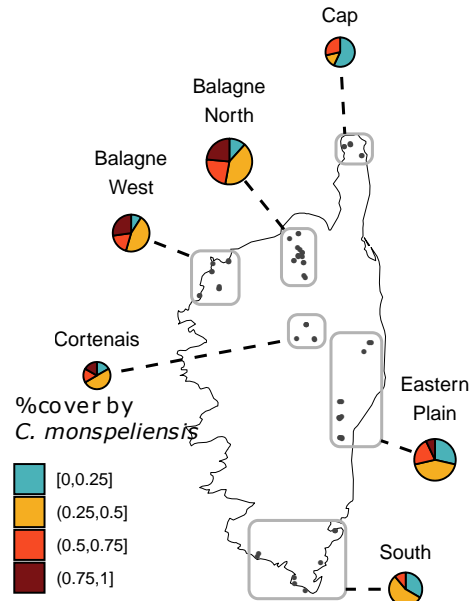 Cap
Balagne
North
Balagne
West
Cortenais
%cover by
C. monspeliensis
Eastern
Plain
[0,0.25]
(0.25,0.5]
(0.5,0.75]
(0.75,1]
South